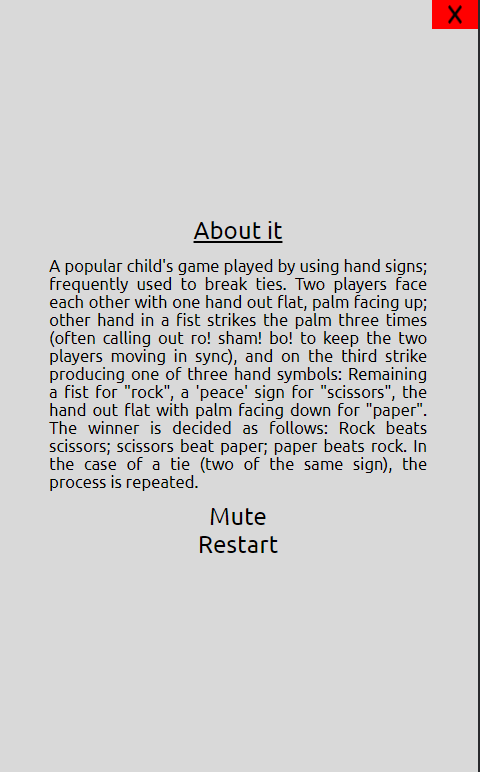 X
About it
A popular child's game played by using hand signs;
frequently used to break ties. Two players face
each other with one hand out flat, palm facing up;
other hand in a fist strikes the palm three times
(often calling out ro! sham! bo! to keep the two
players moving in sync), and on the third strike
producing one of three hand symbols: Remaining
a fist for "rock", a 'peace' sign for "scissors", the
hand out flat with palm facing down for "paper".
The winner is decided as follows: Rock beats
scissors; scissors beat paper; paper beats rock. In
the case of a tie (two of the same sign), the
process is repeated.
Mute
Restart